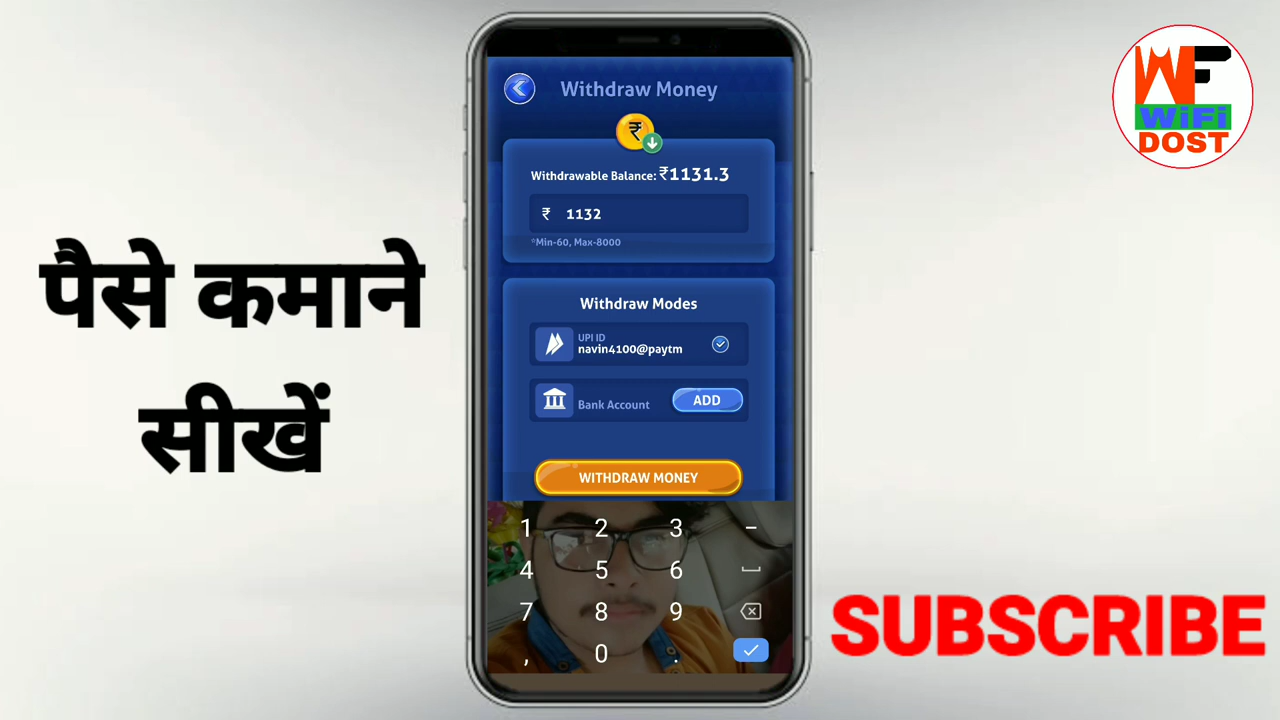 WF
WiFi
DOST
पैसे कमाने
सीखें
Withdraw Money
₹
Withdrawable Balance: ₹1131.3
₹ 1132
*Min-60, Max-8000
Withdraw Modes
UPI ID
navin4100@paytm
Bank Account ADD
WITHDRAW MONEY
1 2 3 -
4 5 6
7 8 9
, 0 .
SUBSCRIBE